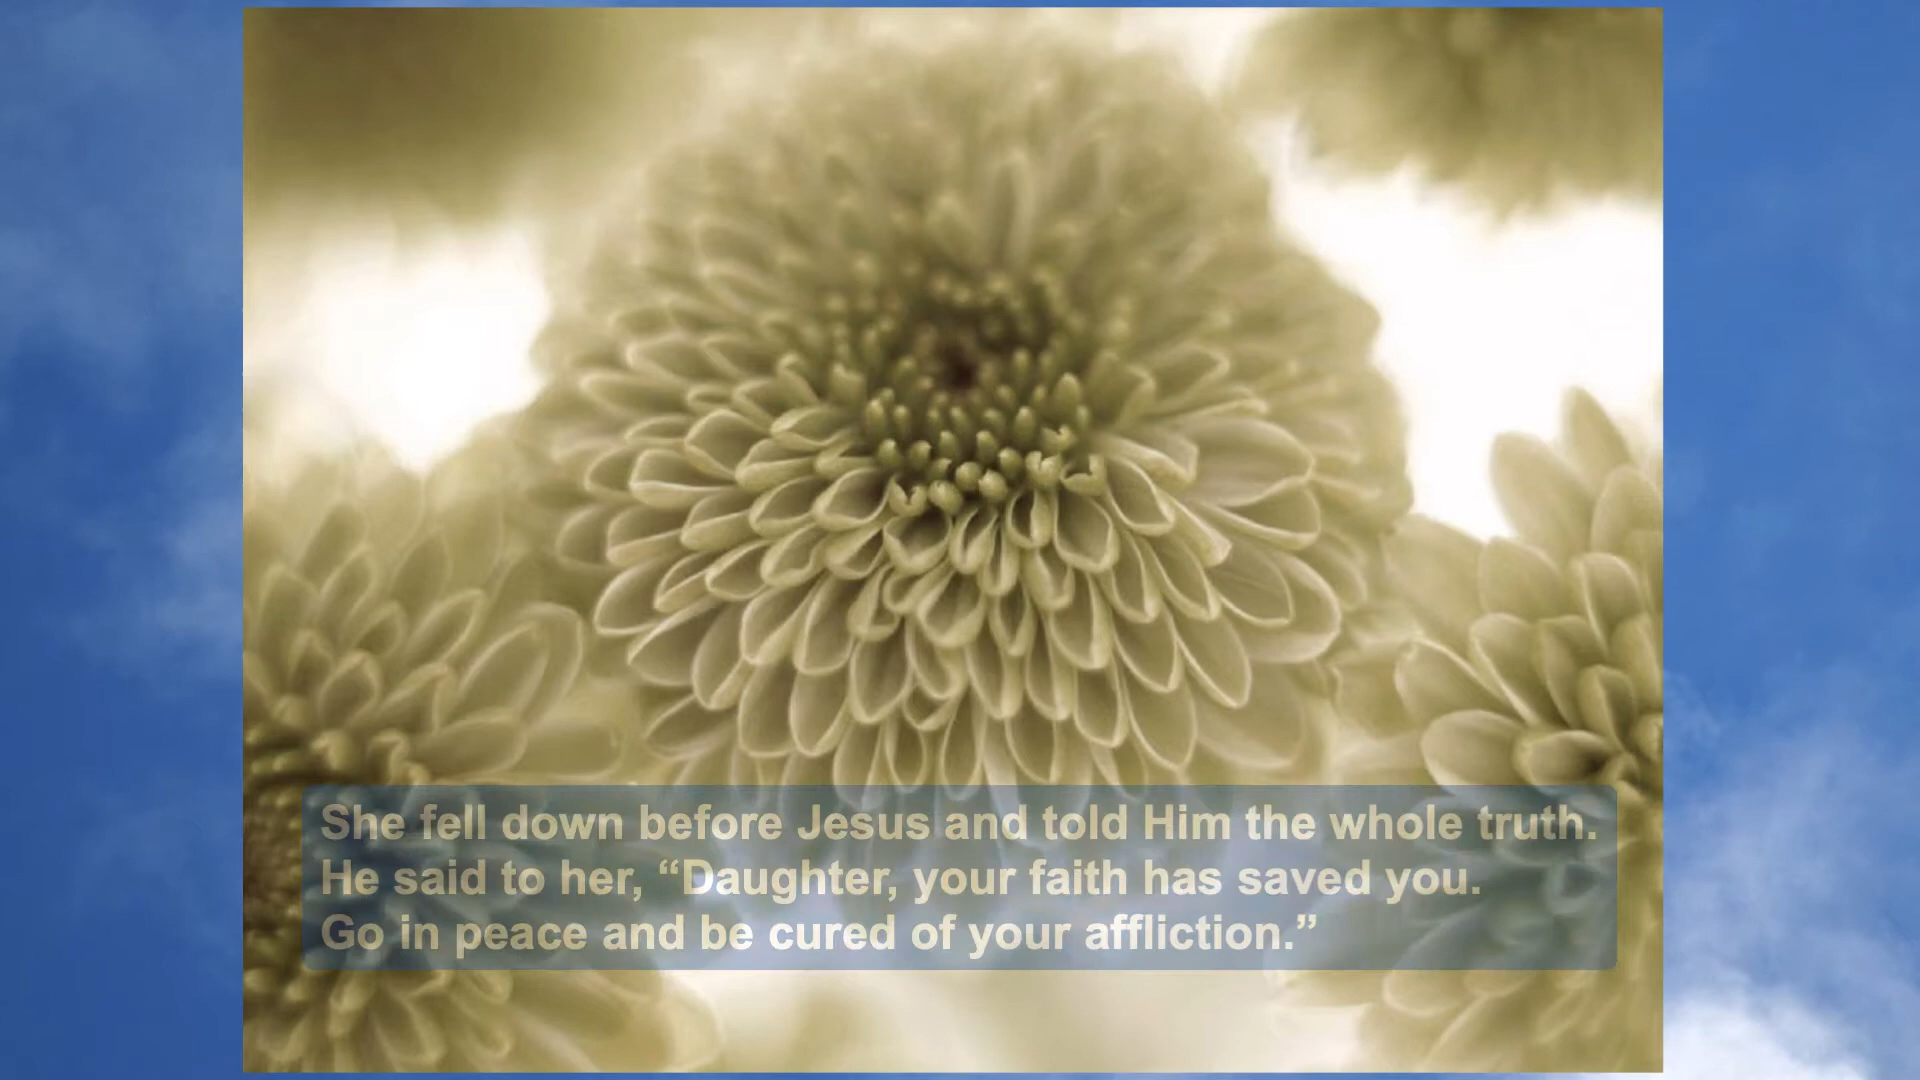 She fell down before Jesus and told Him the whole truth.
He said to her, “Daughter, your faith has saved you.
Go in peace and be cured of your affliction.”